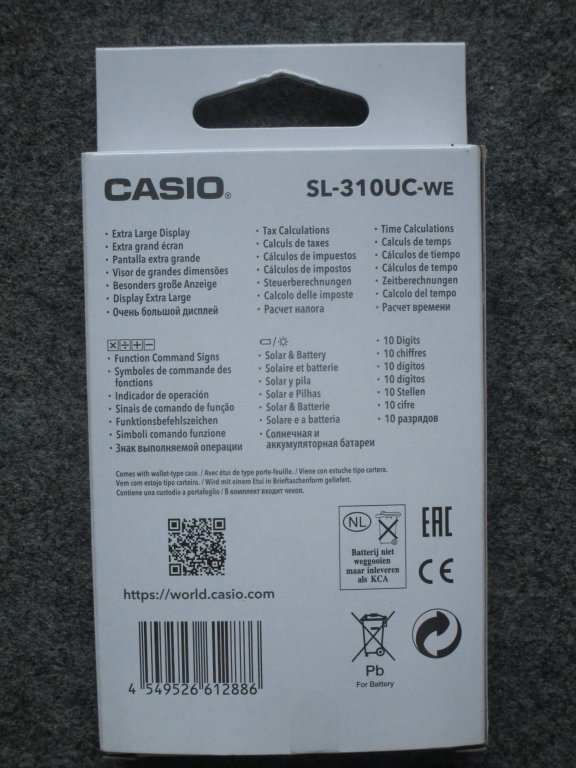 CASIO®
SL-310UC-WE
· Extra Large Display
· Extra grand écran
· Pantalla extra grande
· Visor de grandes dimensões
· Besonders große Anzeige
· Display Extra Large
· Очень большой дисплей
· Tax Calculations
· Calculs de taxes
· Cálculos de impuestos
· Cálculos de impostos
· Steuerberechnungen
· Calcolo delle imposte
· Расчет налога
· Time Calculations
· Calculs de temps
· Cálculos de tiempo
· Cálculos de tempo
· Zeitberechnungen
· Calcolo del tempo
· Расчет времени
× ÷ + −
· Function Command Signs
· Symboles de commande des
fonctions
· Indicador de operación
· Sinais de comando de função
· Funktionsbefehlszeichen
· Simboli comando funzione
· Знак выполняемой операции
/
· Solar & Battery
· Solaire et batterie
· Solar y pila
· Solar e Pilhas
· Solar & Batterie
· Solare e a batteria
· Солнечная и
аккумуляторная батареи
· 10 Digits
· 10 chiffres
· 10 dígitos
· 10 dígitos
· 10 Stellen
· 10 cifre
· 10 разрядов
Comes with wallet-type case. / Avec étui de type porte-feuille. / Viene con estuche tipo cartera.
Vem com estojo tipo carteira. / Wird mit einem Etui in Brieftaschenform geliefert.
Contiene una custodia a portafoglio / В комплект входит чехол.
https://world.casio.com
4 549526 612886
NL
Batterij niet
weggooien
maar inleveren
als KCA
EAC
CE
Pb
For Battery